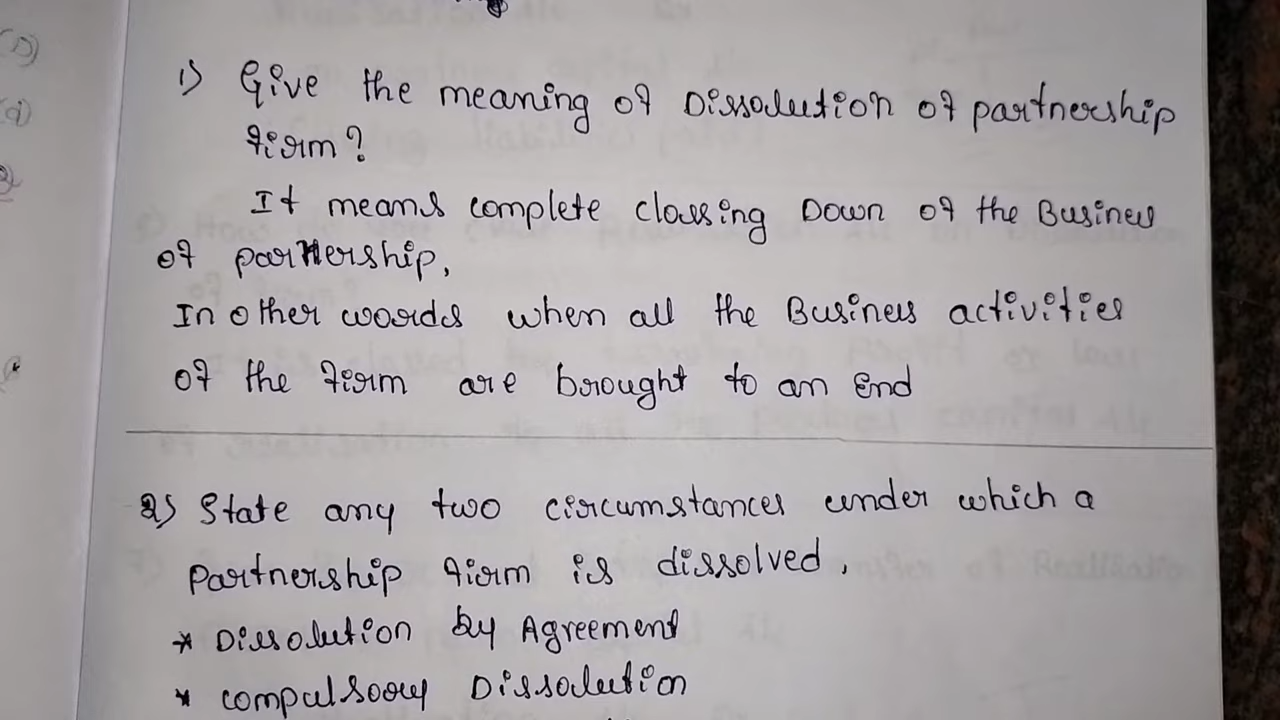 1) Give the meaning of Dissolution of partnership
firm?
It means complete clossing Down of the Business
of partnership,
In other words when all the Business activities
of the firm are brought to an End
2) State any two circumstances under which a
Partnership firm is dissolved.
* Dissolution by Agreement
* compulsory Dissolution